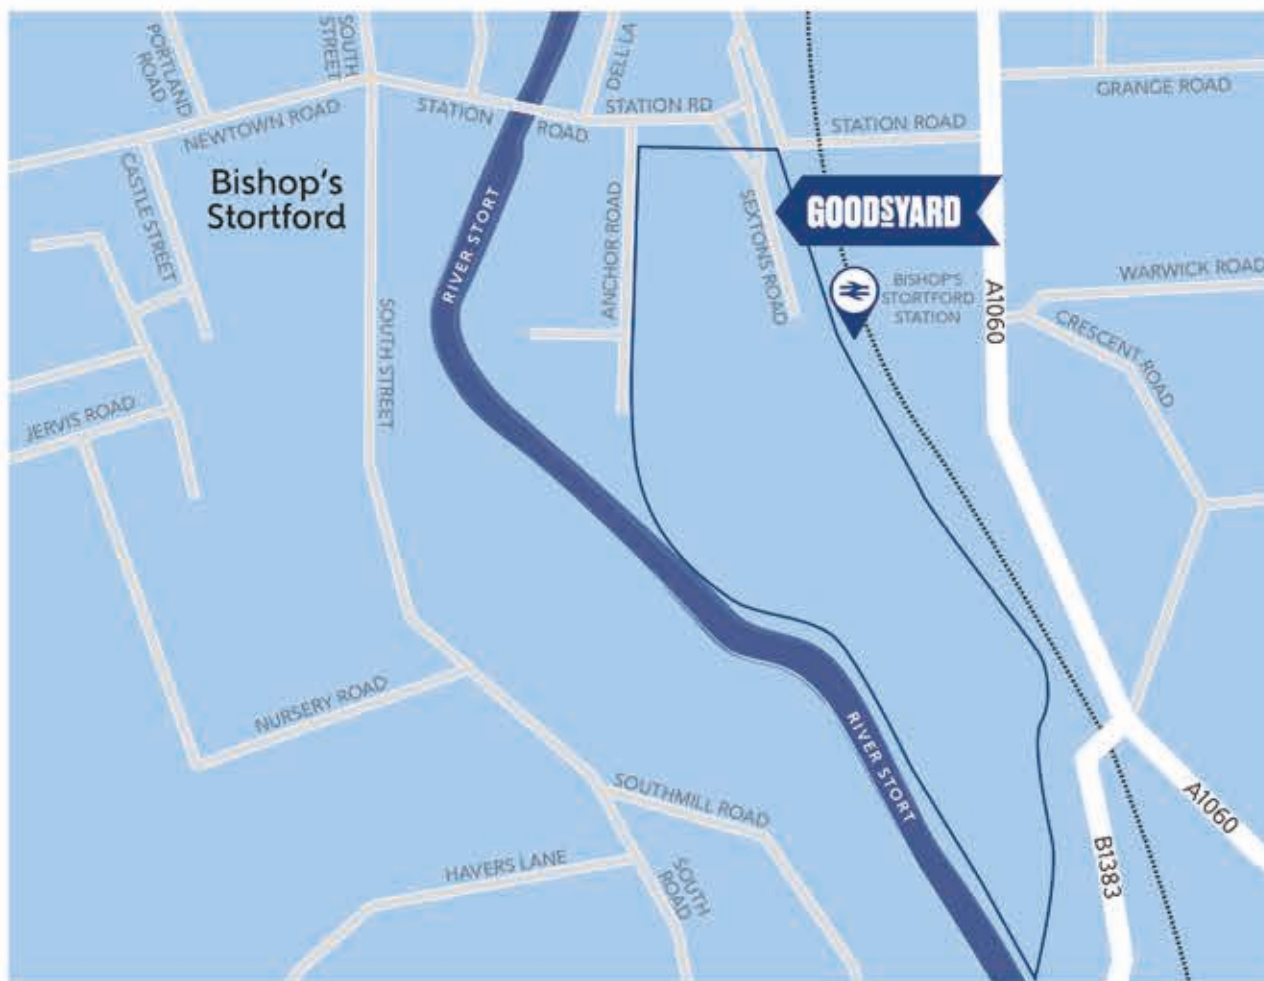 PORTLAND
ROAD
SOUTH
STREET
DELL LA
NEWTOWN ROAD
STATION
ROAD
STATION RD
STATION ROAD
GRANGE ROAD
CASTLE STREET
Bishop's
Stortford
RIVER STORT
ANCHOR ROAD
SEXTONS ROAD
GOODSYARD
BISHOP'S
STORTFORD
STATION
A1060
WARWICK ROAD
CRESCENT ROAD
SOUTH STREET
JERVIS ROAD
NURSERY ROAD
RIVER STORT
SOUTHMILL ROAD
HAVERS LANE
SOUTH
ROAD
A1060
B1383